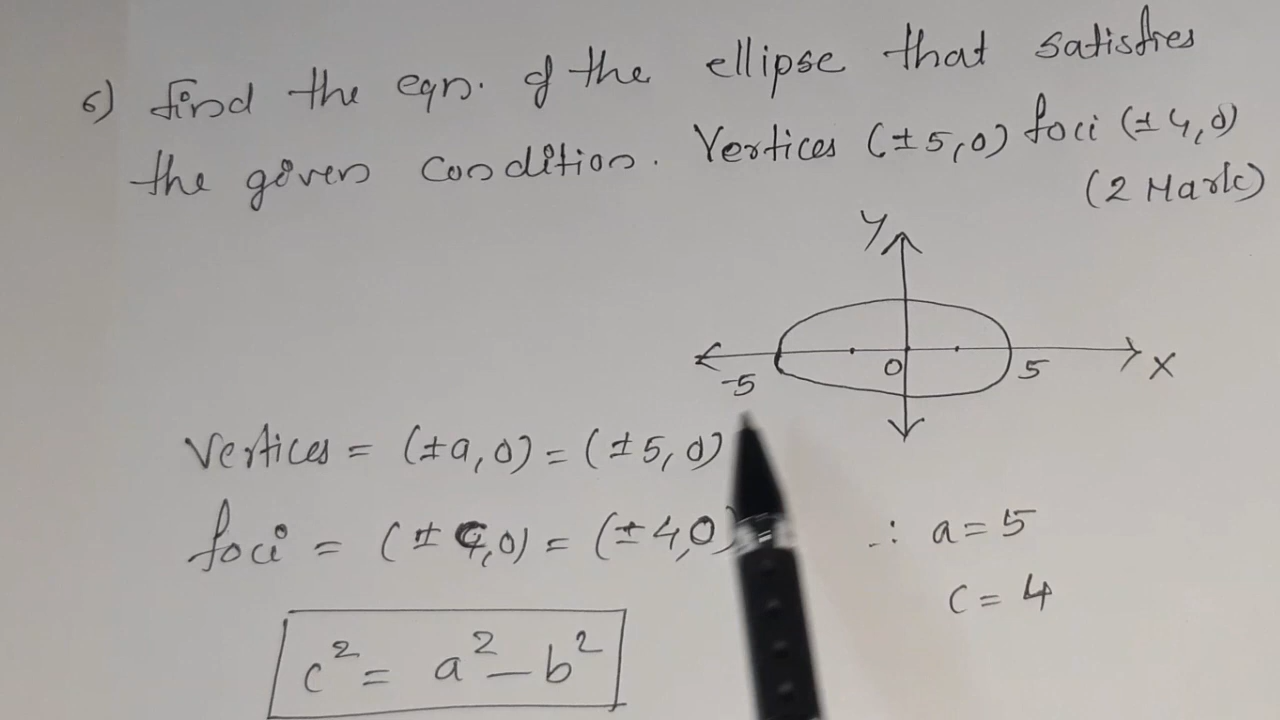 6) Find the eqn. of the ellipse that satisfies
the given condition. Vertices (±5,0) foci (±4,0)
(2 Mark)
Y
-5 0 5 X
Vertices = (±a,0) = (±5,0)
foci = (±c,0) = (±4,0) ∴ a=5
c=4
c² = a²-b²